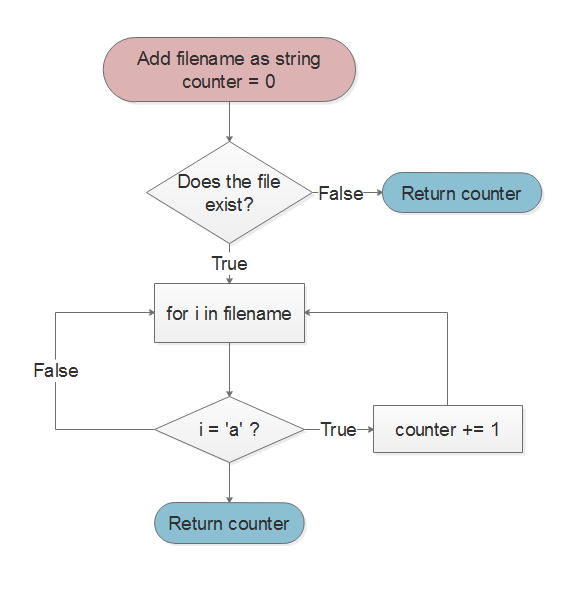 Add filename as string
counter = 0
Does the file
exist?
False
Return counter
True
for i in filename
False
i = 'a' ?
True
counter += 1
Return counter